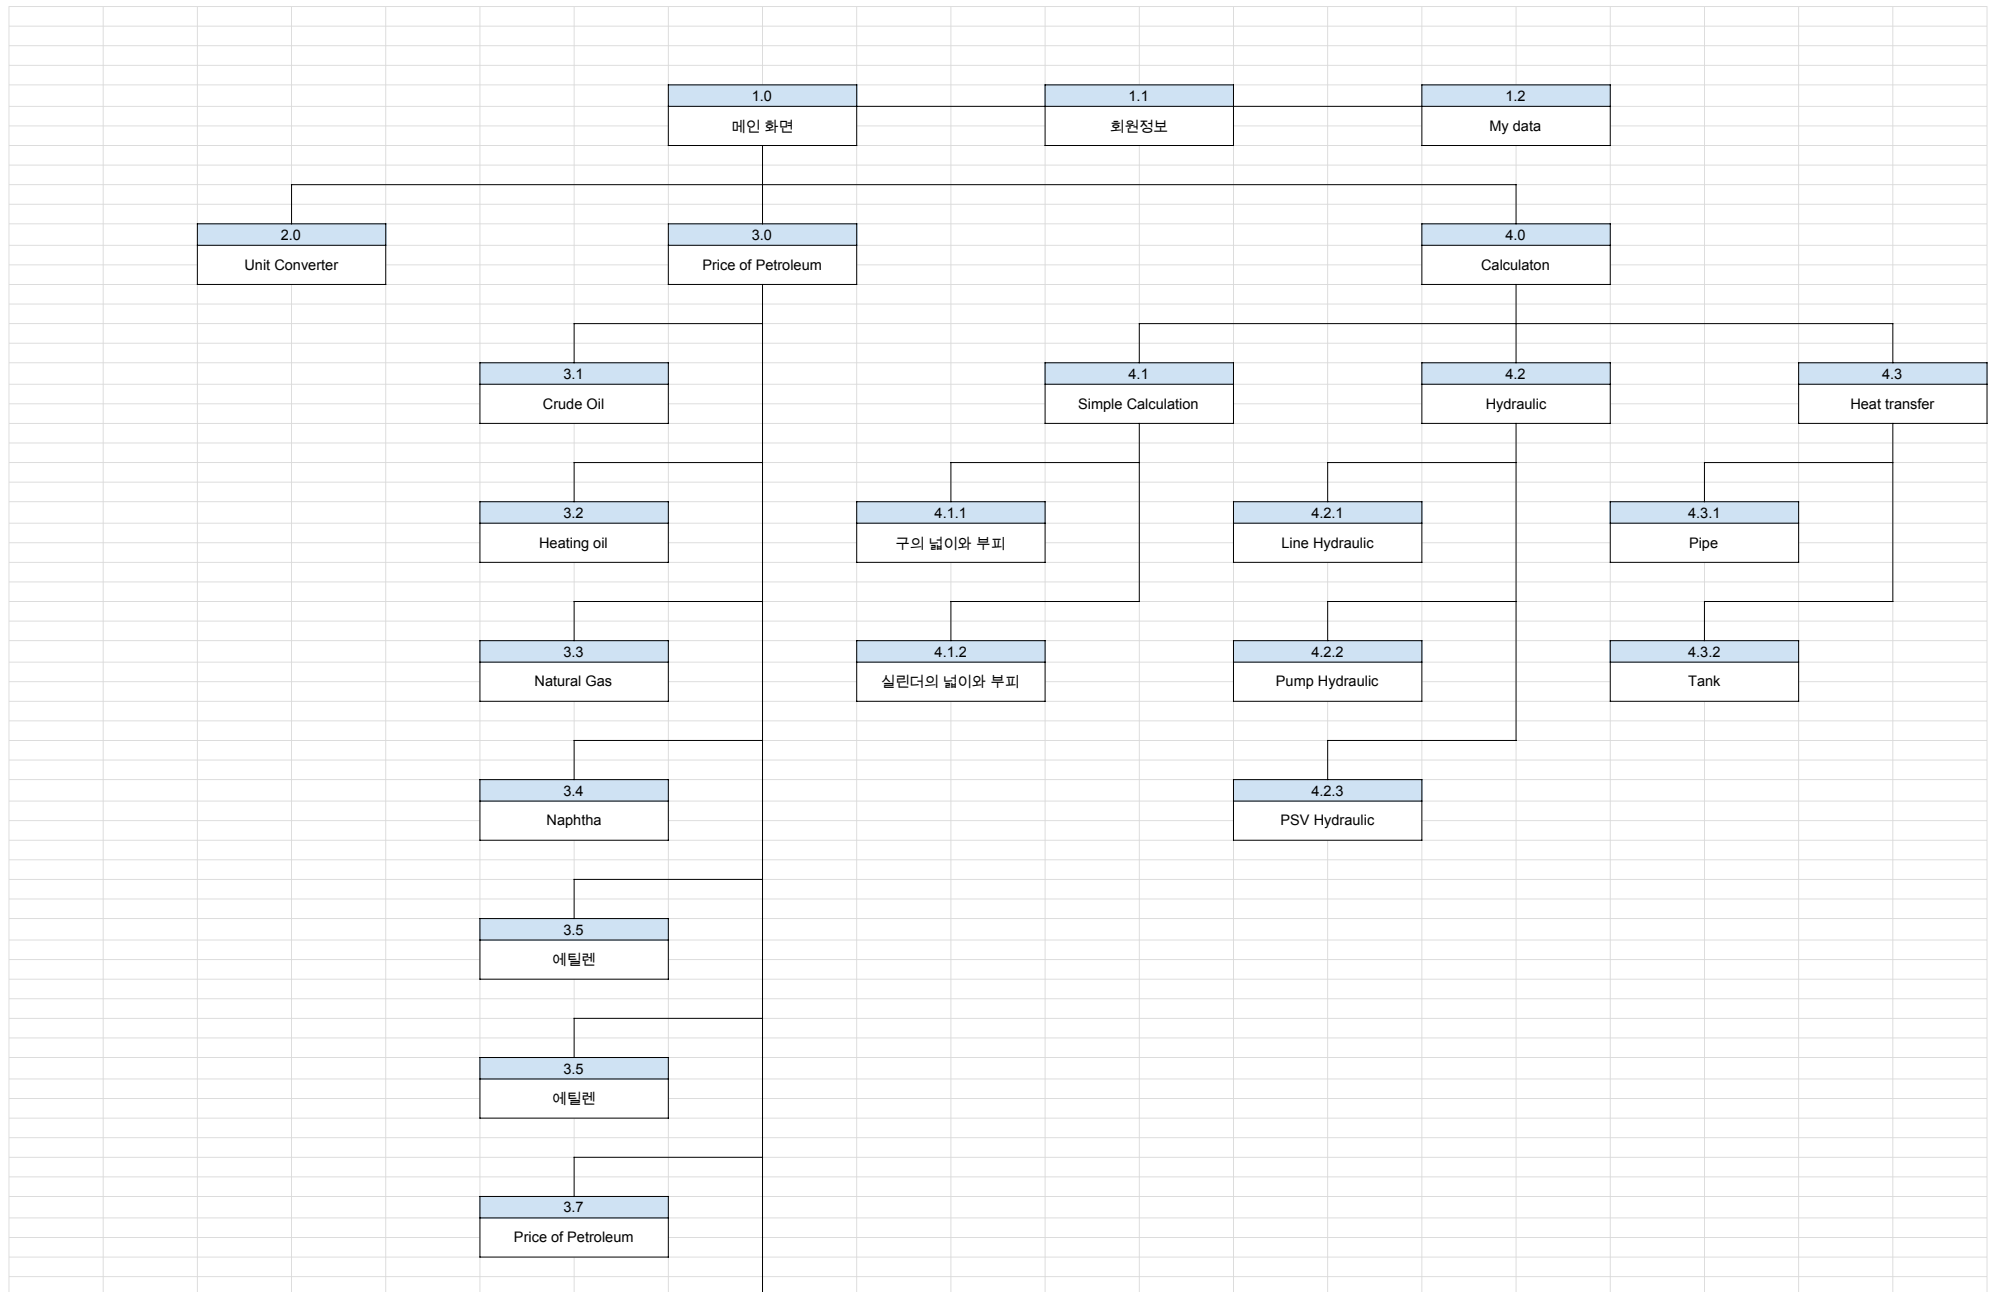 1.0
메인 화면
1.1
회원정보
1.2
My data
2.0
Unit Converter
3.0
Price of Petroleum
4.0
Calculaton
3.1
Crude Oil
4.1
Simple Calculation
4.2
Hydraulic
4.3
Heat transfer
3.2
Heating oil
4.1.1
구의 넓이와 부피
4.2.1
Line Hydraulic
4.3.1
Pipe
3.3
Natural Gas
4.1.2
실린더의 넓이와 부피
4.2.2
Pump Hydraulic
4.3.2
Tank
3.4
Naphtha
4.2.3
PSV Hydraulic
3.5
에틸렌
3.5
에틸렌
3.7
Price of Petroleum